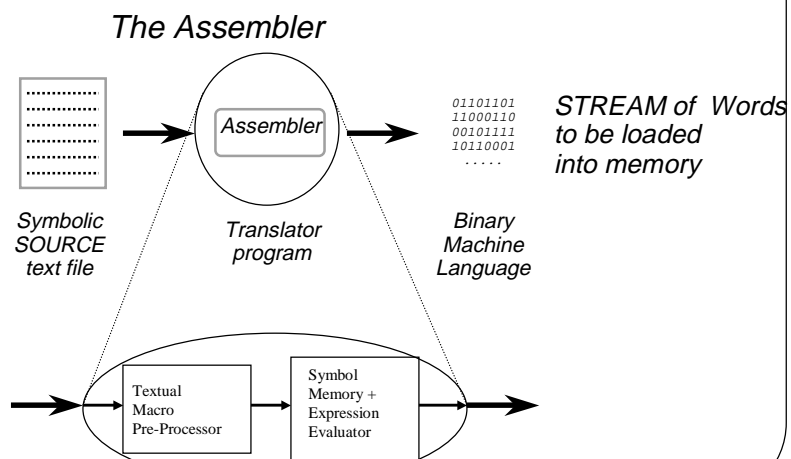 The Assembler
Assembler
01101101
11000110
00101111
10110001
.....
STREAM of Words
to be loaded
into memory
Symbolic
SOURCE
text file
Translator
program
Binary
Machine
Language
Textual
Macro
Pre-Processor
Symbol
Memory +
Expression
Evaluator